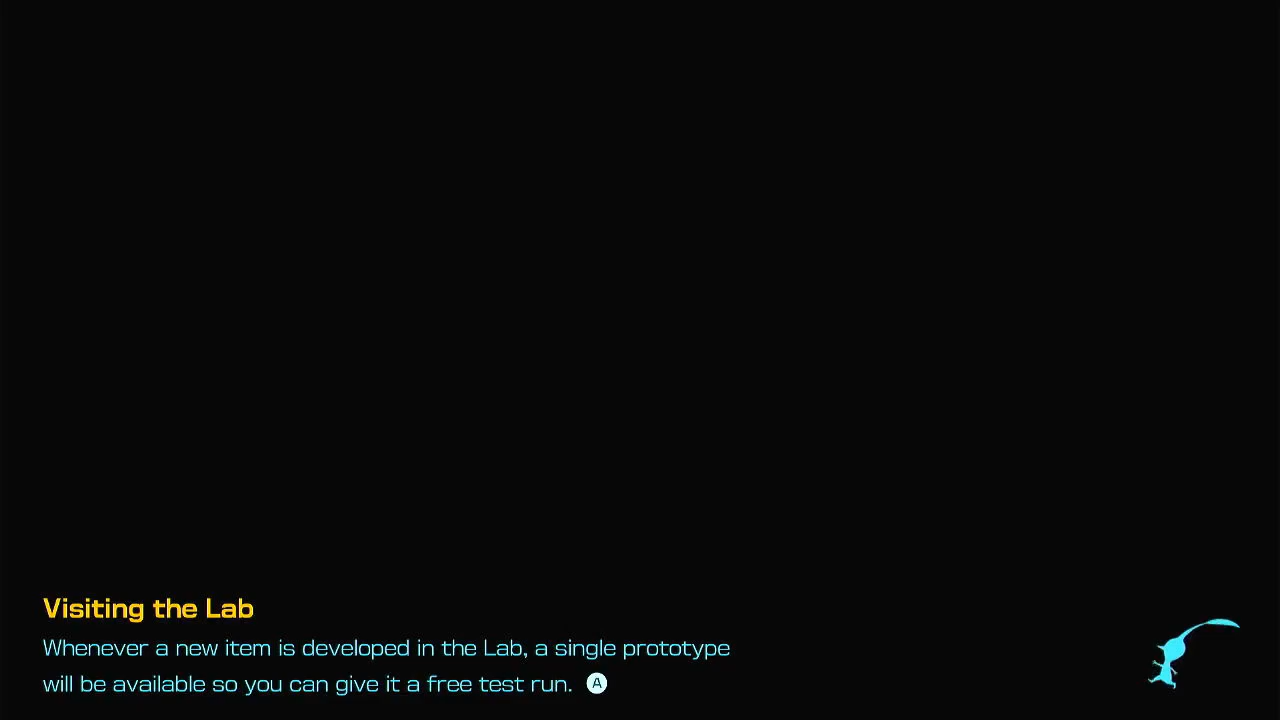 Visiting the Lab
Whenever a new item is developed in the Lab, a single prototype
will be available so you can give it a free test run. A